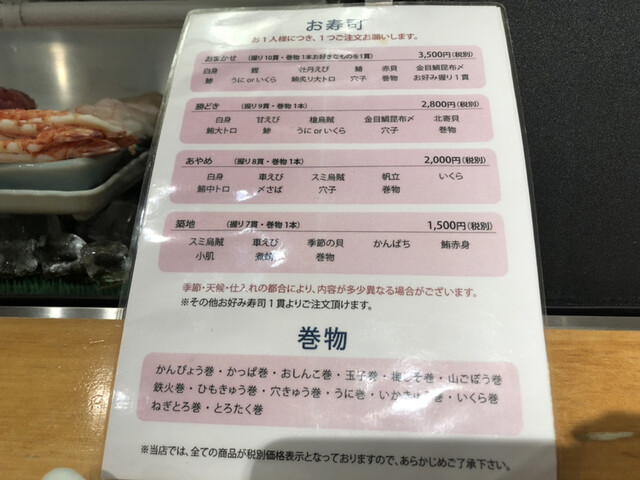 お寿司
お１人様につき、１つご注文お願いします。
おまかせ （握り10貫・巻物 1本お好きなものを1貫） 3,500円（税別）
白身 牡丹えび 鰆 赤貝 金目鯛昆布〆
鯵 うに or いくら 鮪炙り大トロ 穴子 巻物 お好み握り１貫
勝どき （握り9貫・巻物 1本） 2,800円（税別）
白身 甘えび 槍烏賊 金目鯛昆布〆 北寄貝
鮪大トロ 鯵 うに or いくら 穴子 巻物
あやめ （握り8貫・巻物 1本） 2,000円（税別）
白身 車えび スミ烏賊 帆立 いくら
鮪中トロ 〆さば 穴子 巻物
築地 （握り7貫・巻物 1本） 1,500円（税別）
スミ烏賊 車えび 季節の貝 かんぱち 鮪赤身
小肌 煮蛤 巻物
季節・天候・仕入れの都合により、内容が多少異なる場合がございます。
※その他お好み寿司１貫よりご注文頂けます。
巻物
かんぴょう巻・かっぱ巻・おしんこ巻・玉子巻・梅しそ巻・山ごぼう巻
鉄火巻・ひもきゅう巻・穴きゅう巻・うに巻・いかきゅう巻・いくら巻
ねぎとろ巻・とろたく巻
※当店では、全ての商品が税別価格表示となっておりますので、あらかじめご了承下さい。